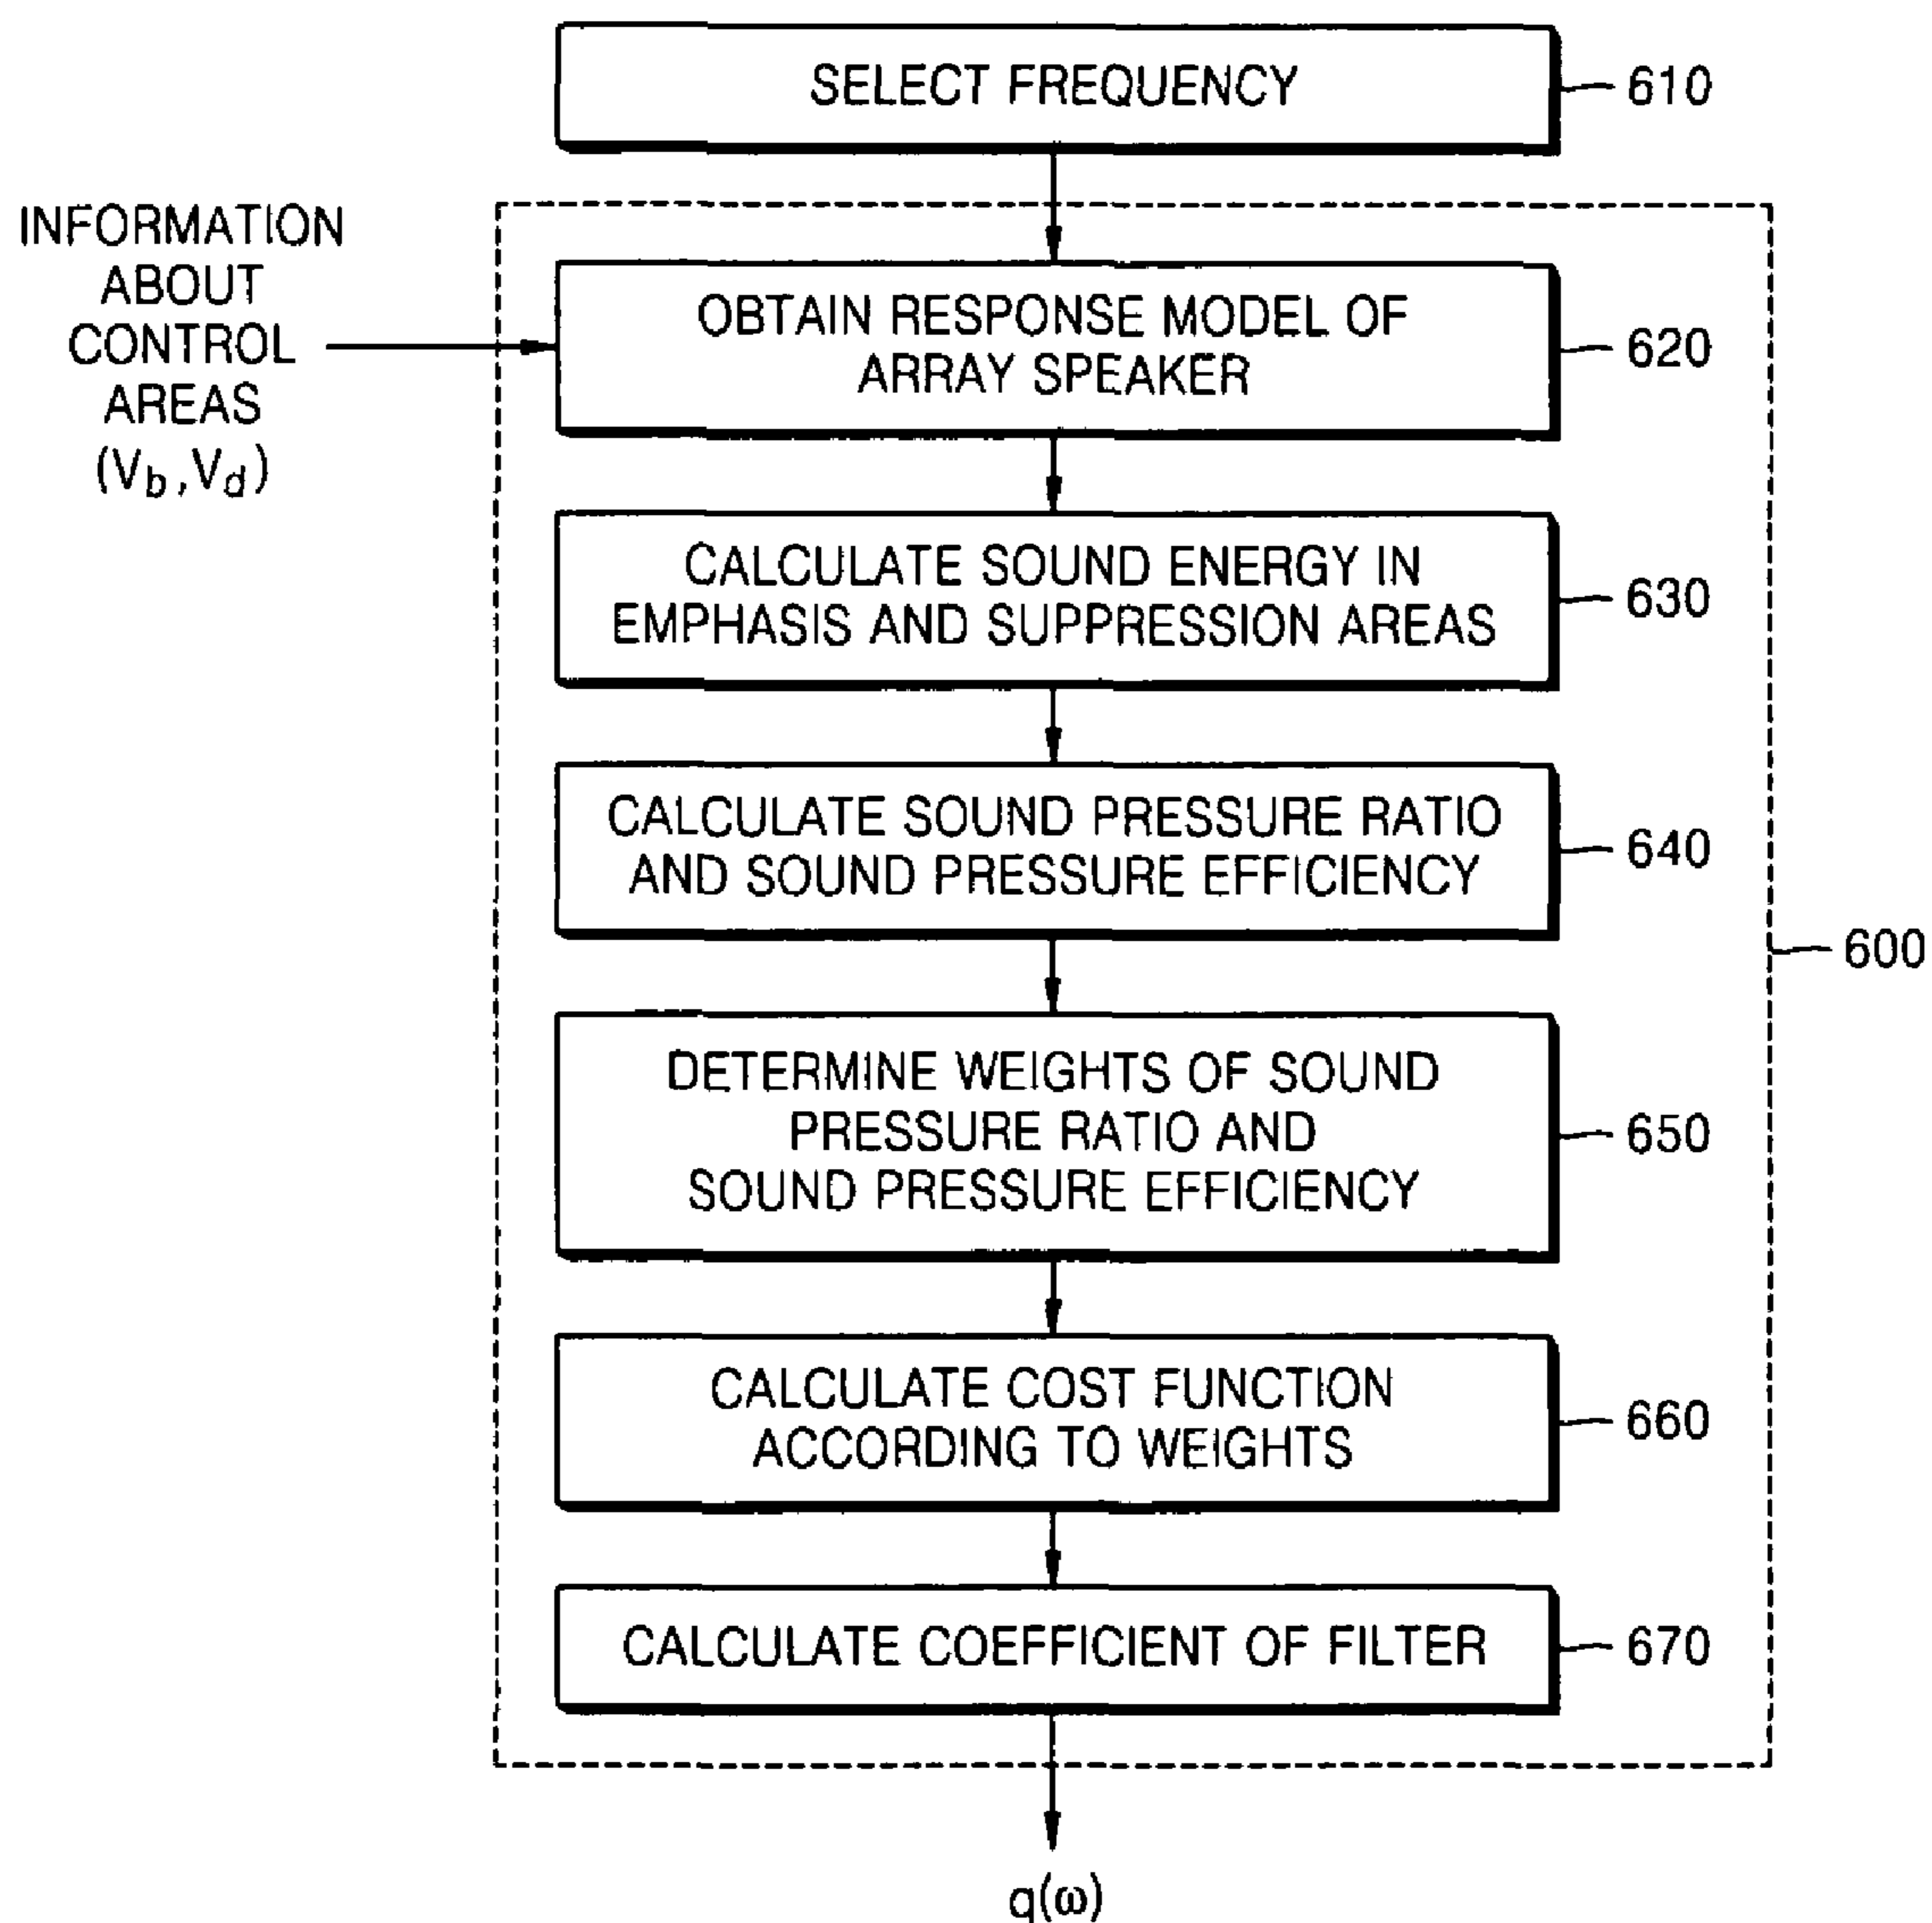 SELECT FREQUENCY
610
INFORMATION
ABOUT
CONTROL
AREAS
(Vb, Vd)
OBTAIN RESPONSE MODEL OF
ARRAY SPEAKER
620
CALCULATE SOUND ENERGY IN
EMPHASIS AND SUPPRESSION AREAS
630
CALCULATE SOUND PRESSURE RATIO
AND SOUND PRESSURE EFFICIENCY
640
600
DETERMINE WEIGHTS OF SOUND
PRESSURE RATIO AND
SOUND PRESSURE EFFICIENCY
650
CALCULATE COST FUNCTION
ACCORDING TO WEIGHTS
660
CALCULATE COEFFICIENT OF FILTER
670
q(ω)